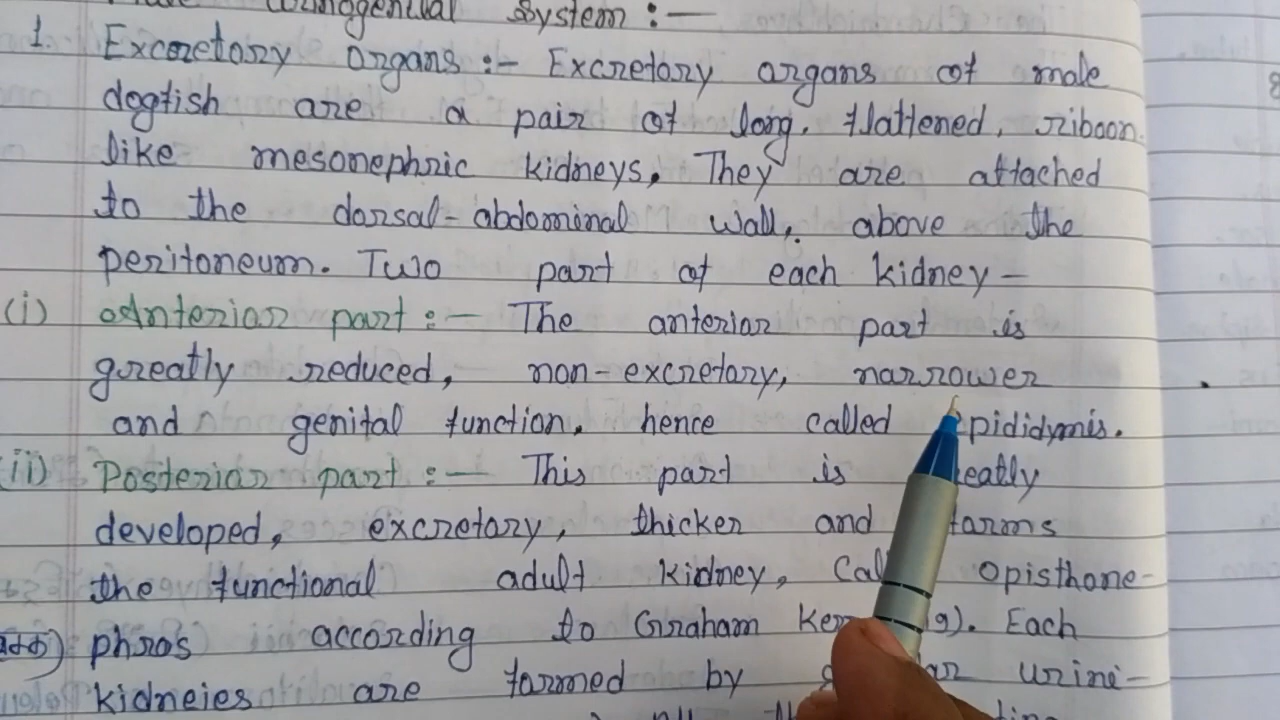 Urinogenital System :—
1. Excretory organs :- Excretory organs of male
dogfish are a pair of long, flattened, ribbon
like mesonephric kidneys. They are attached
to the dorsal-abdominal wall, above the
peritoneum. Two part of each kidney —
(i) Anterior part :— The anterior part is
greatly reduced, non-excretory, narrower
and genital function, hence called epididymis.
(ii) Posterior part :— This part is
developed, excretory, thicker and forms
the functional adult kidney, opisthone-
phros according to Graham Each
kidneies are formed by urini-